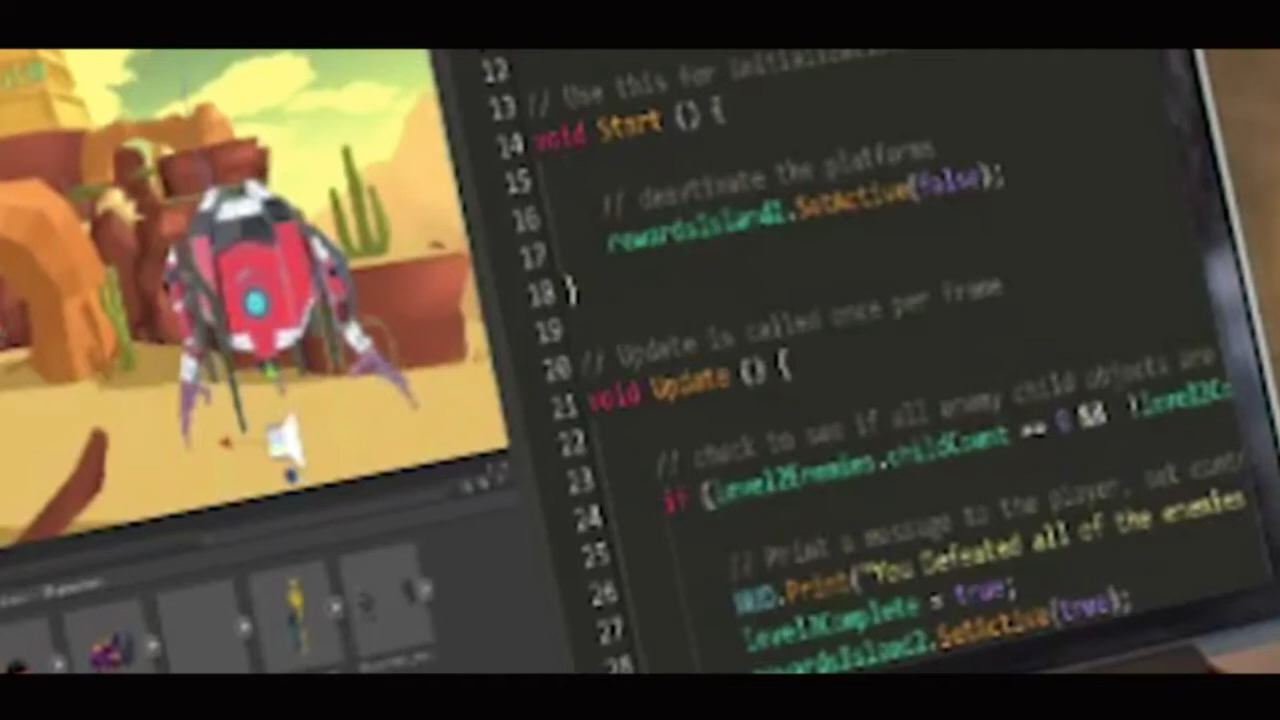 12
13 // Use this for initializa
14 void Start () {
15
16 // deactivate the platforms
17 rewardsIsland2.SetActive(false);
18 }
19
20 // Update is called once per frame
21 void Update () {
22
23 // check to see if all enemy child objects are
24 if (level2Enemies.childCount == 0 && !level2C
25
26 // Print a message to the player, set cont
27 HUD.Print("You Defeated all of the enemies
28 level2Complete = true;
rewardsIsland2.SetActive(true);